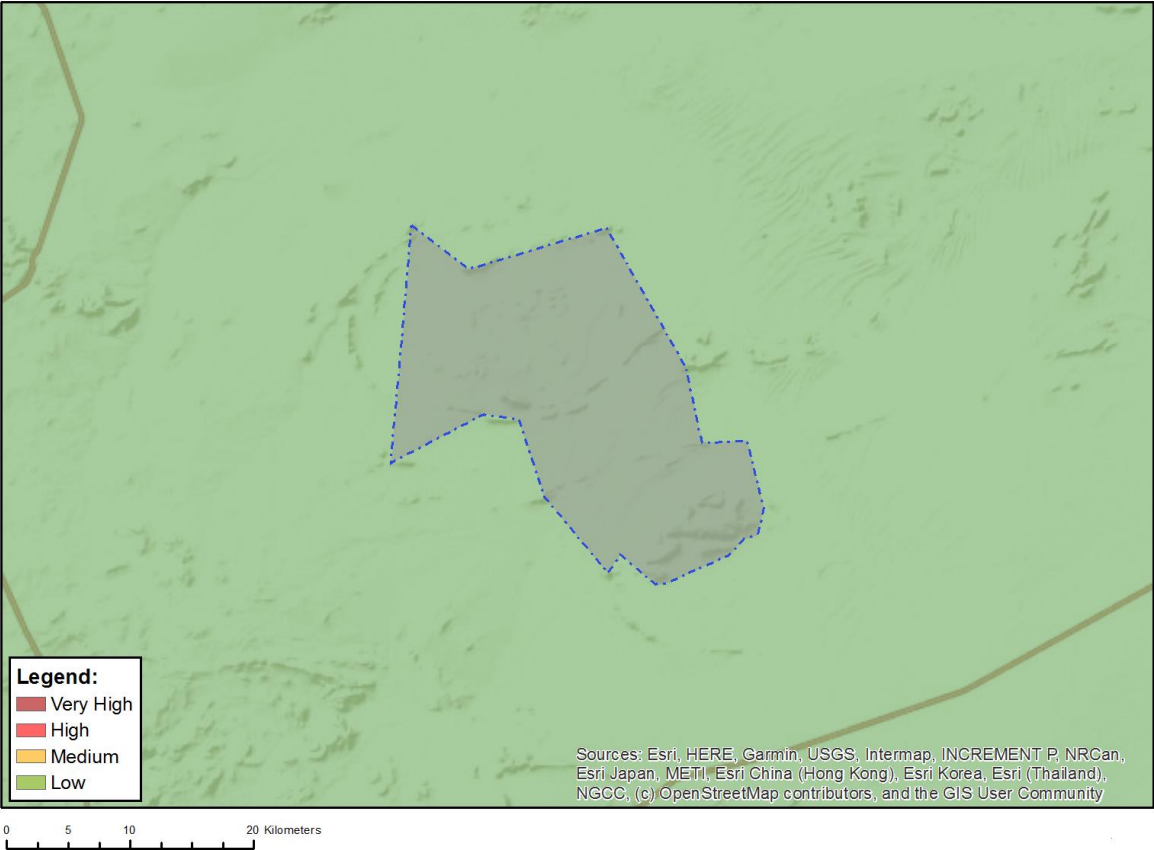 Legend:
Very High
High
Medium
Low
Sources: Esri, HERE, Garmin, USGS, Intermap, INCREMENT P, NRCan,
Esri Japan, METI, Esri China (Hong Kong), Esri Korea, Esri (Thailand),
NGCC, (c) OpenStreetMap contributors, and the GIS User Community
0 5 10 20 Kilometers